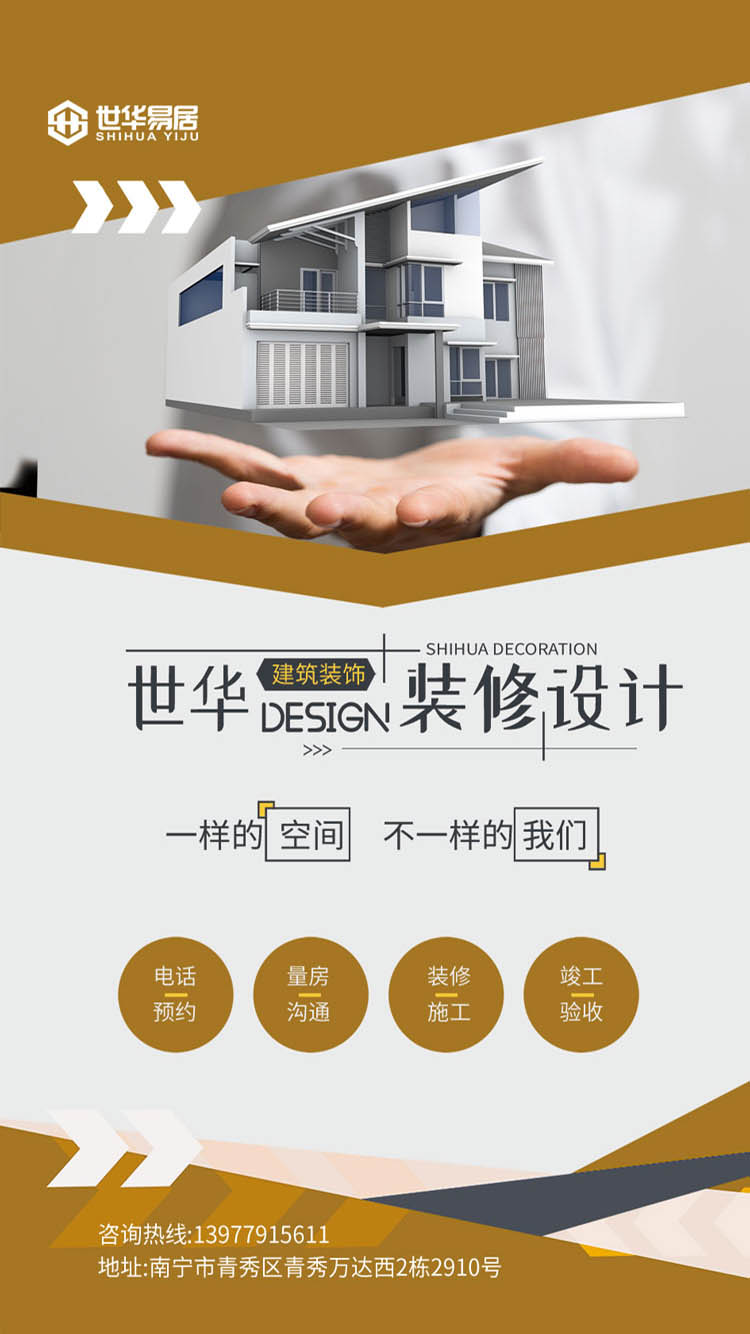 世华易居
SHIHUA YIJU
SHIHUA DECORATION
世华 建筑装饰 DESIGN 装修设计
>>>
一样的 空间 不一样的 我们
电话 预约
量房 沟通
装修 施工
竣工 验收
咨询热线:13977915611
地址:南宁市青秀区青秀万达西2栋2910号